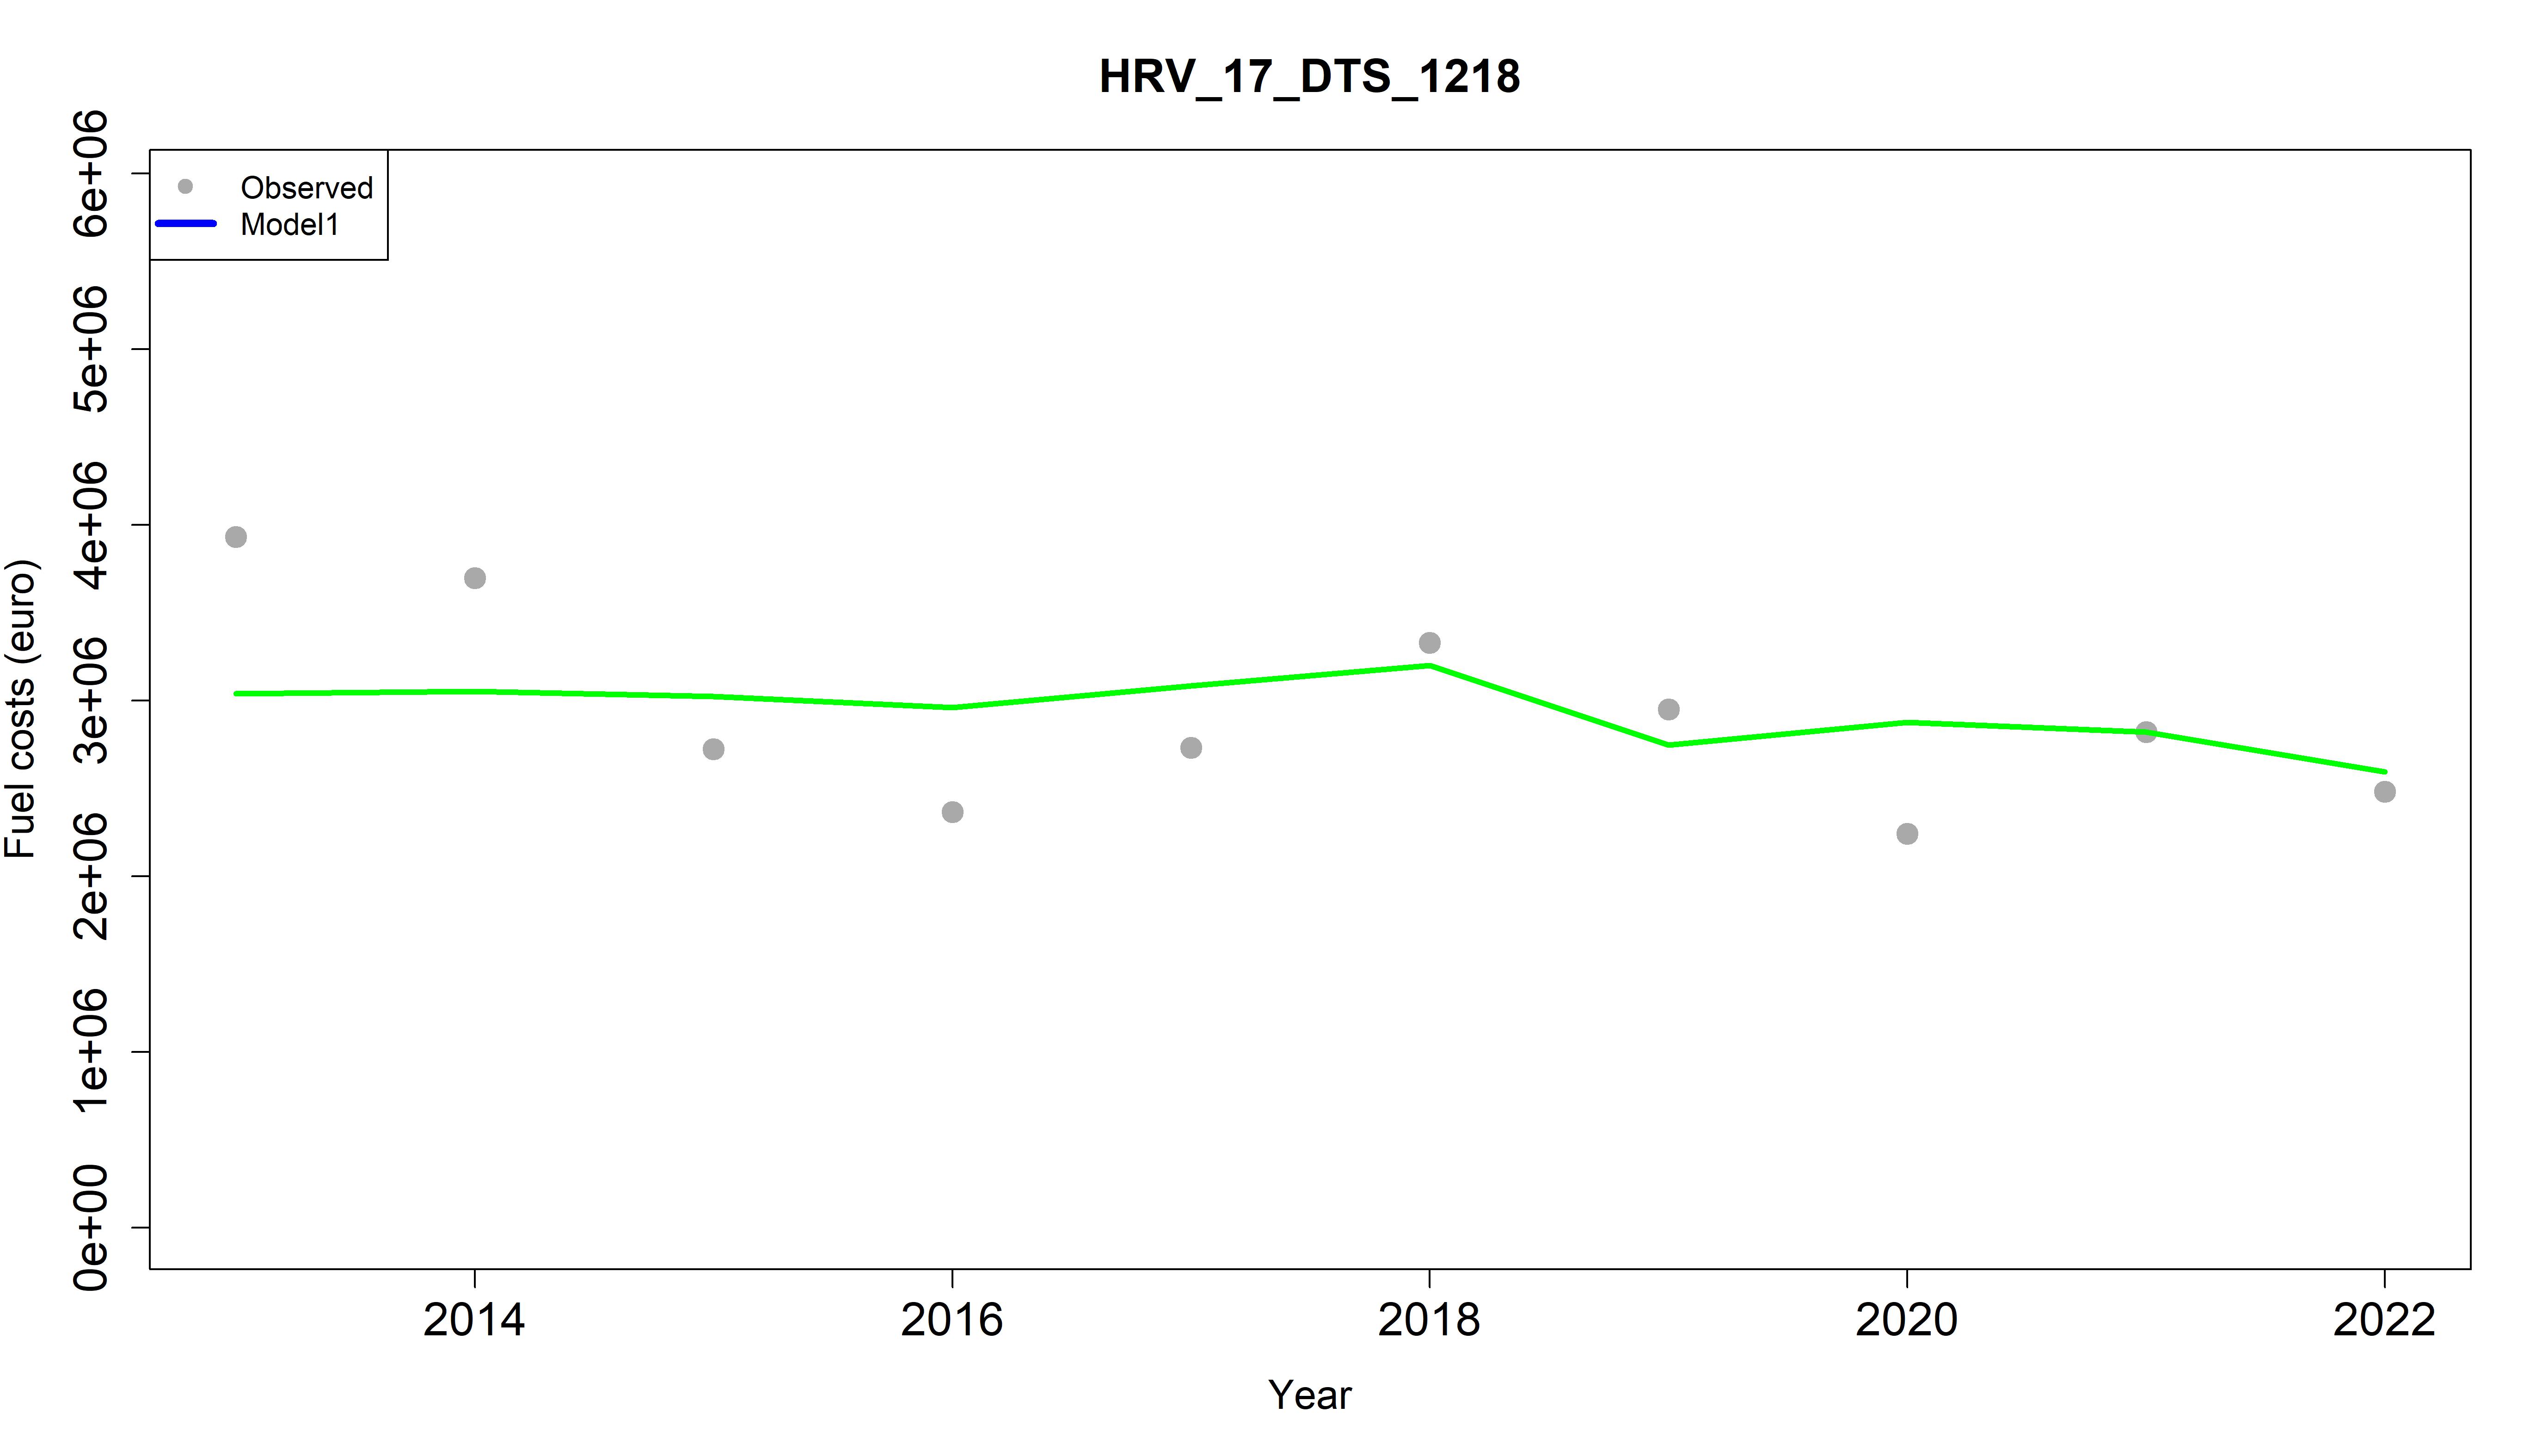 HRV_17_DTS_1218
Observed
Model1
6e+06
5e+06
4e+06
3e+06
2e+06
1e+06
0e+00
Fuel costs (euro)
2014 2016 2018 2020 2022
Year